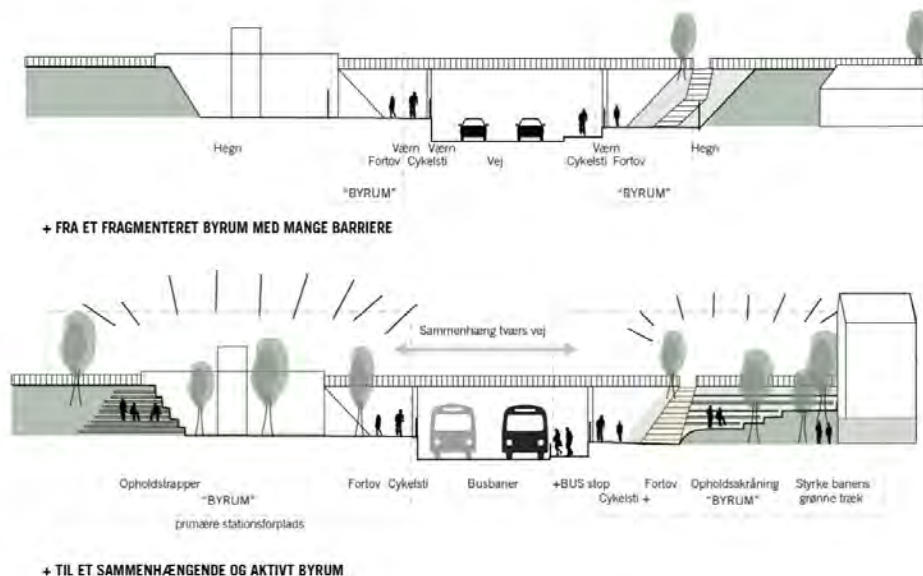 Hegn
Værn Værn
Fortov Cykelsti
Vej
Værn
Cykelsti Fortov
Hegn
"BYRUM"
"BYRUM"
+ FRA ET FRAGMENTERET BYRUM MED MANGE BARRIERE
Sammenhæng tværs vej
Opholdstrapper
"BYRUM"
primære stationsforplads
Fortov Cykelsti
Busbaner
+BUS stop
Cykelsti +
Fortov
Opholdsskråning
"BYRUM"
Styrke banens
grønne træk
+ TIL ET SAMMENHÆNGENDE OG AKTIVT BYRUM